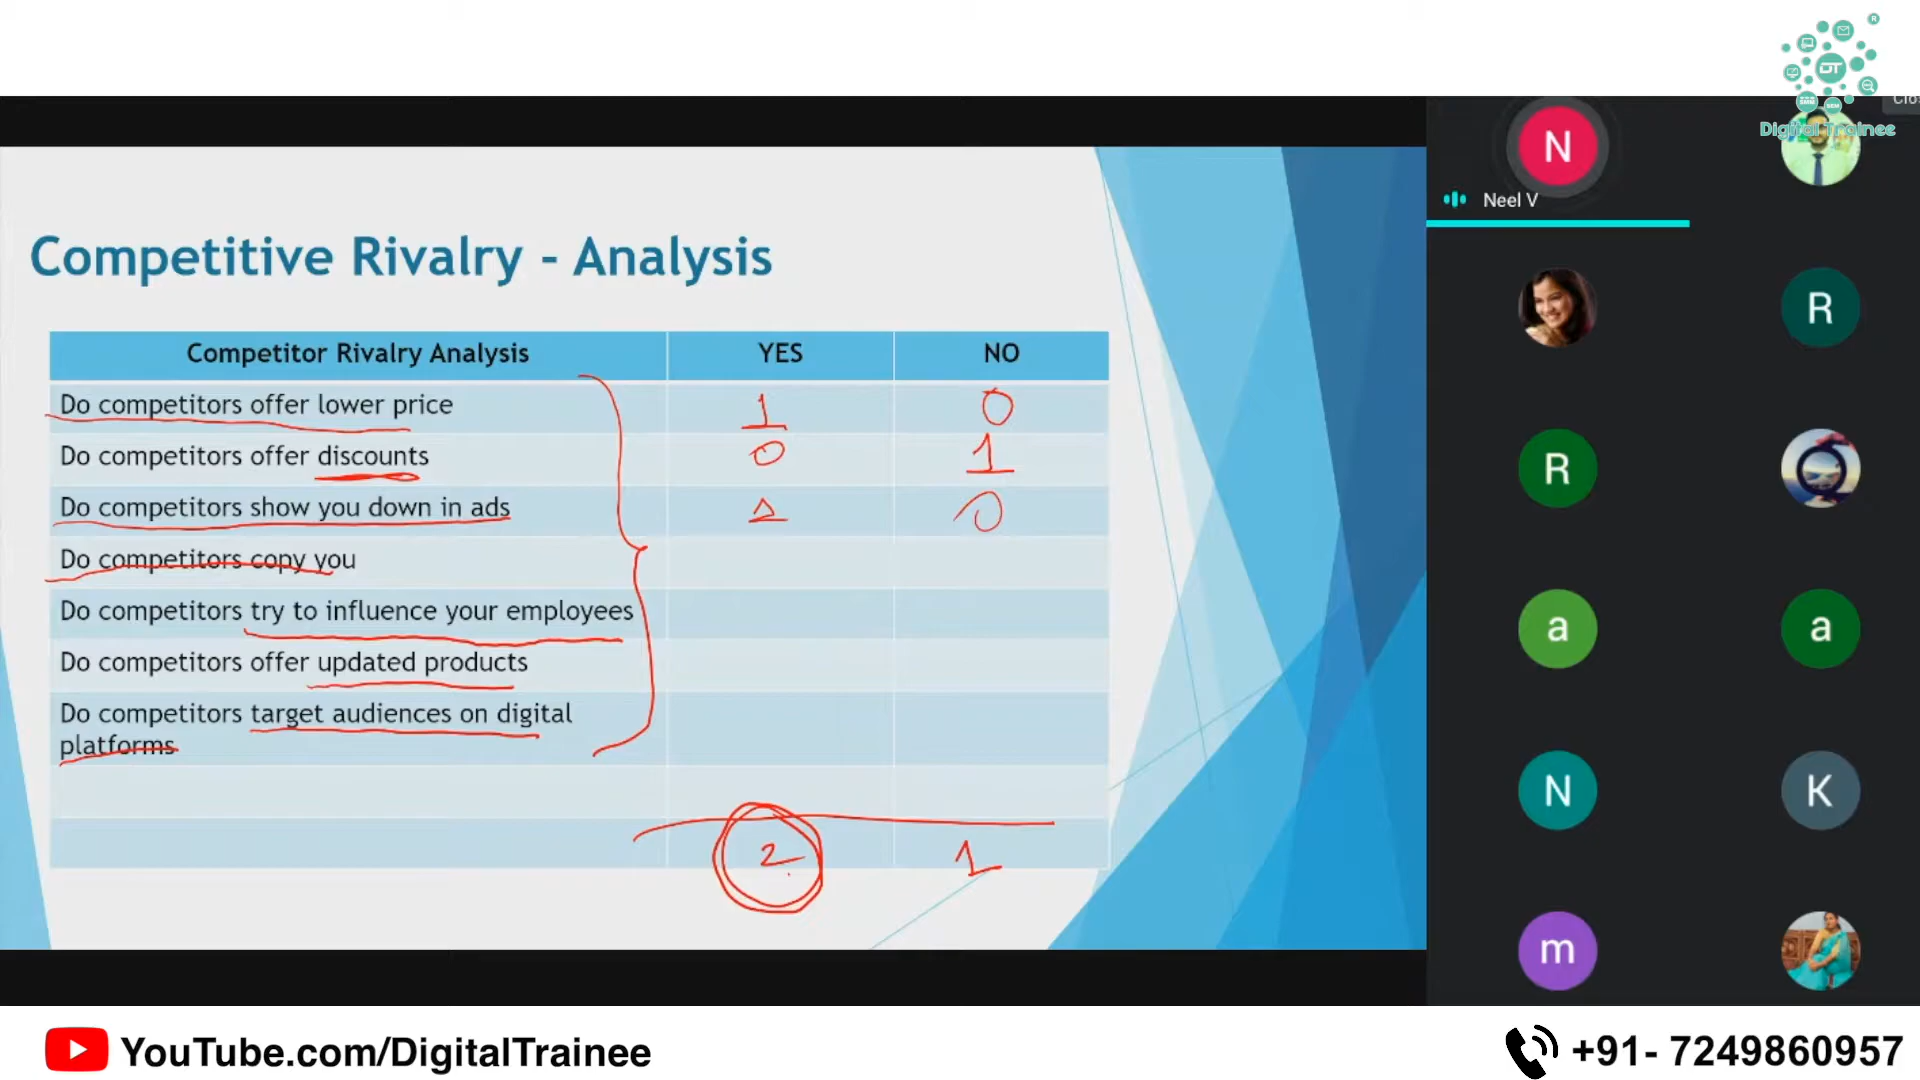 DT
Digital Trainee
Clos
N
Neel V
Competitive Rivalry - Analysis
Competitor Rivalry Analysis YES NO
Do competitors offer lower price 1 0
Do competitors offer discounts 0 1
Do competitors show you down in ads 1 0
Do competitors copy you
Do competitors try to influence your employees
Do competitors offer updated products
Do competitors target audiences on digital
platforms
2 1
R
R
a a
N K
m
YouTube.com/DigitalTrainee
+91- 7249860957